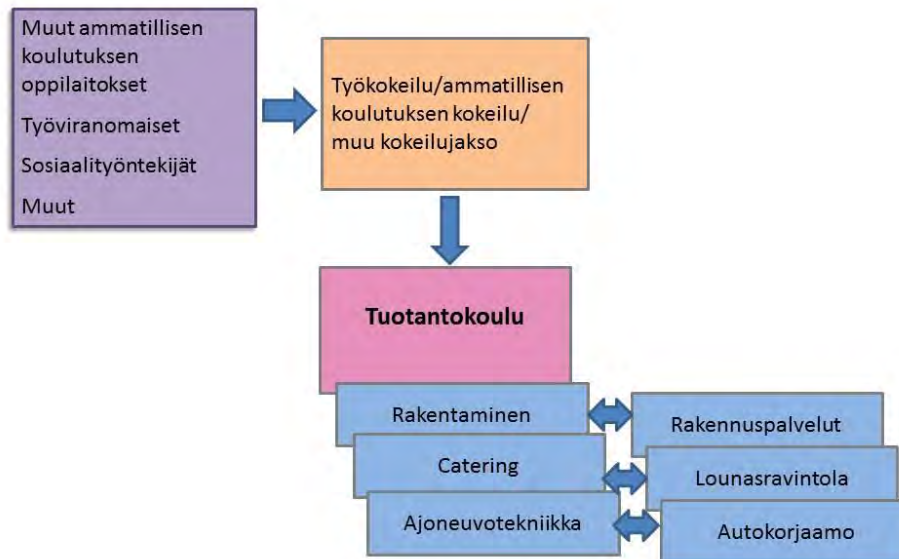 Muut ammatillisen
koulutuksen
oppilaitokset
Työviranomaiset
Sosiaalityöntekijät
Muut
Työkokeilu/ammatillisen
koulutuksen kokeilu/
muu kokeilujakso
Tuotantokoulu
Rakentaminen
Rakennuspalvelut
Catering
Lounasravintola
Ajoneuvotekniikka
Autokorjaamo